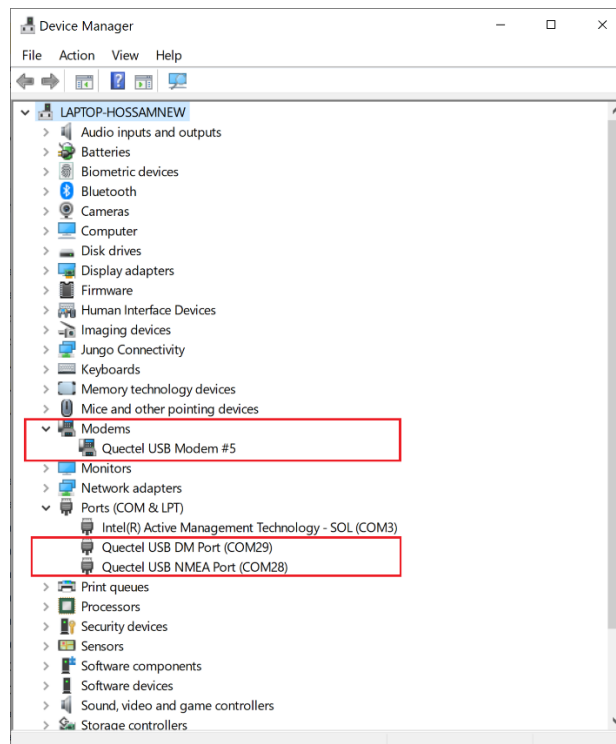 Device Manager
File Action View Help
LAPTOP-HOSSAMNEW
Audio inputs and outputs
Batteries
Biometric devices
Bluetooth
Cameras
Computer
Disk drives
Display adapters
Firmware
Human Interface Devices
Imaging devices
Jungo Connectivity
Keyboards
Memory technology devices
Mice and other pointing devices
Modems
Quectel USB Modem #5
Monitors
Network adapters
Ports (COM & LPT)
Intel(R) Active Management Technology - SOL (COM3)
Quectel USB DM Port (COM29)
Quectel USB NMEA Port (COM28)
Print queues
Processors
Security devices
Sensors
Software components
Software devices
Sound, video and game controllers
Storage controllers